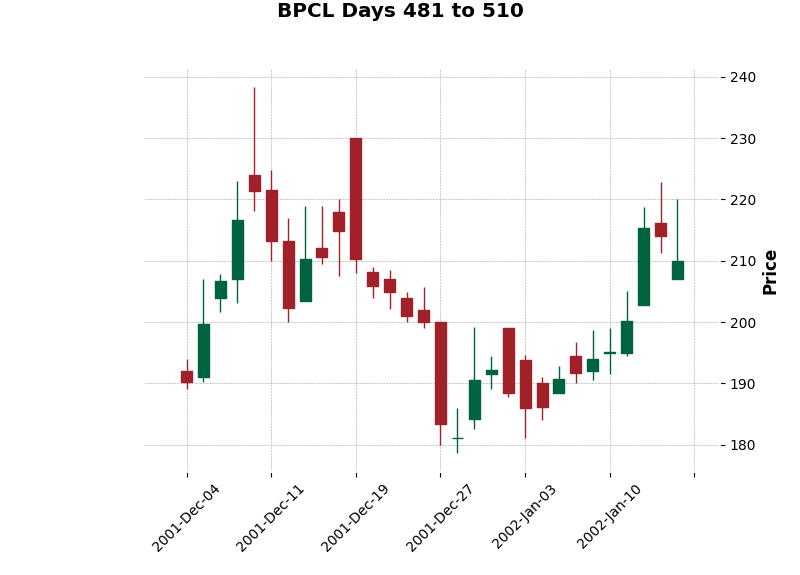 BPCL Days 481 to 510
240
230
220
210
200
190
180
Price
2001-Dec-04
2001-Dec-11
2001-Dec-19
2001-Dec-27
2002-Jan-03
2002-Jan-10